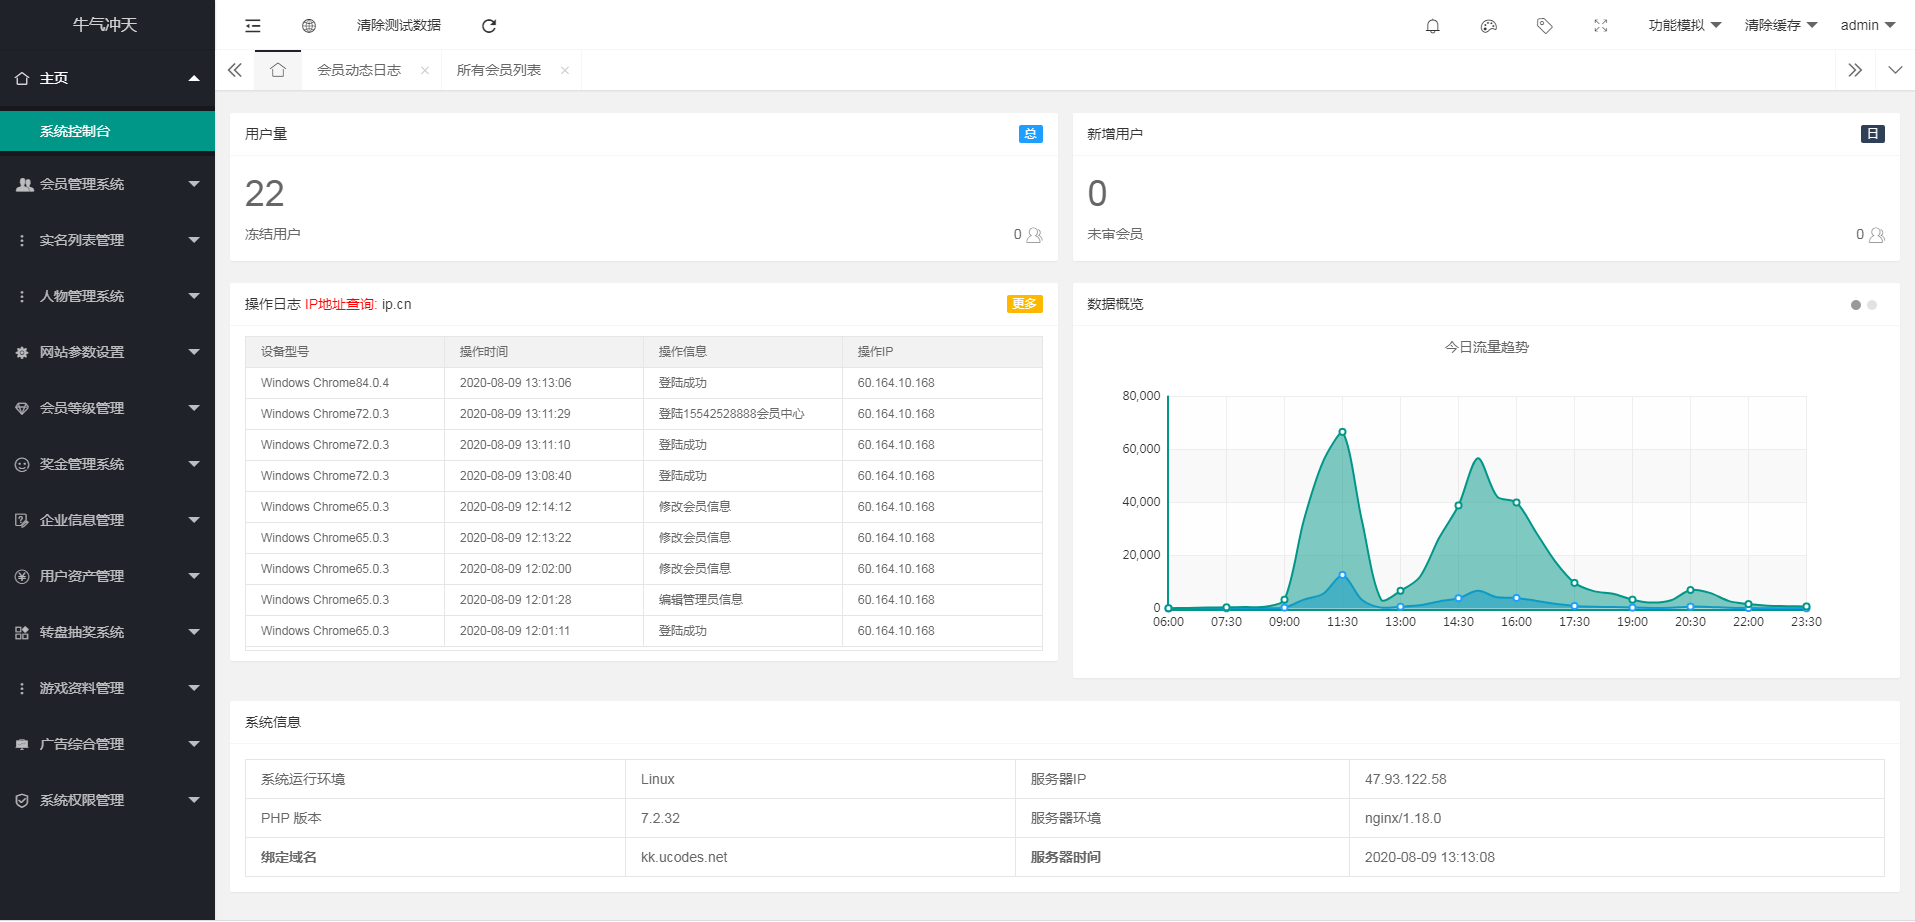 牛气冲天
清除测试数据
功能模拟
清除缓存
admin
会员动态日志
所有会员列表
主页
系统控制台
会员管理系统
实名列表管理
人物管理系统
网站参数设置
会员等级管理
奖金管理系统
企业信息管理
用户资产管理
转盘抽奖系统
游戏资料管理
广告综合管理
系统权限管理
用户量 总
22
冻结用户 0
新增用户 日
0
未审会员 0
操作日志 IP地址查询: ip.cn 更多
设备型号 操作时间 操作信息 操作IP
Windows Chrome84.0.4 2020-08-09 13:13:06 登陆成功 60.164.10.168
Windows Chrome72.0.3 2020-08-09 13:11:29 登陆15542528888会员中心 60.164.10.168
Windows Chrome72.0.3 2020-08-09 13:11:10 登陆成功 60.164.10.168
Windows Chrome72.0.3 2020-08-09 13:08:40 登陆成功 60.164.10.168
Windows Chrome65.0.3 2020-08-09 12:14:12 修改会员信息 60.164.10.168
Windows Chrome65.0.3 2020-08-09 12:13:22 修改会员信息 60.164.10.168
Windows Chrome65.0.3 2020-08-09 12:02:00 修改会员信息 60.164.10.168
Windows Chrome65.0.3 2020-08-09 12:01:28 编辑管理员信息 60.164.10.168
Windows Chrome65.0.3 2020-08-09 12:01:11 登陆成功 60.164.10.168
数据概览
今日流量趋势
80,000
60,000
40,000
20,000
0
06:00 07:30 09:00 11:30 13:00 14:30 16:00 17:30 19:00 20:30 22:00 23:30
系统信息
系统运行环境 Linux 服务器IP 47.93.122.58
PHP 版本 7.2.32 服务器环境 nginx/1.18.0
绑定域名 kk.ucodes.net 服务器时间 2020-08-09 13:13:08